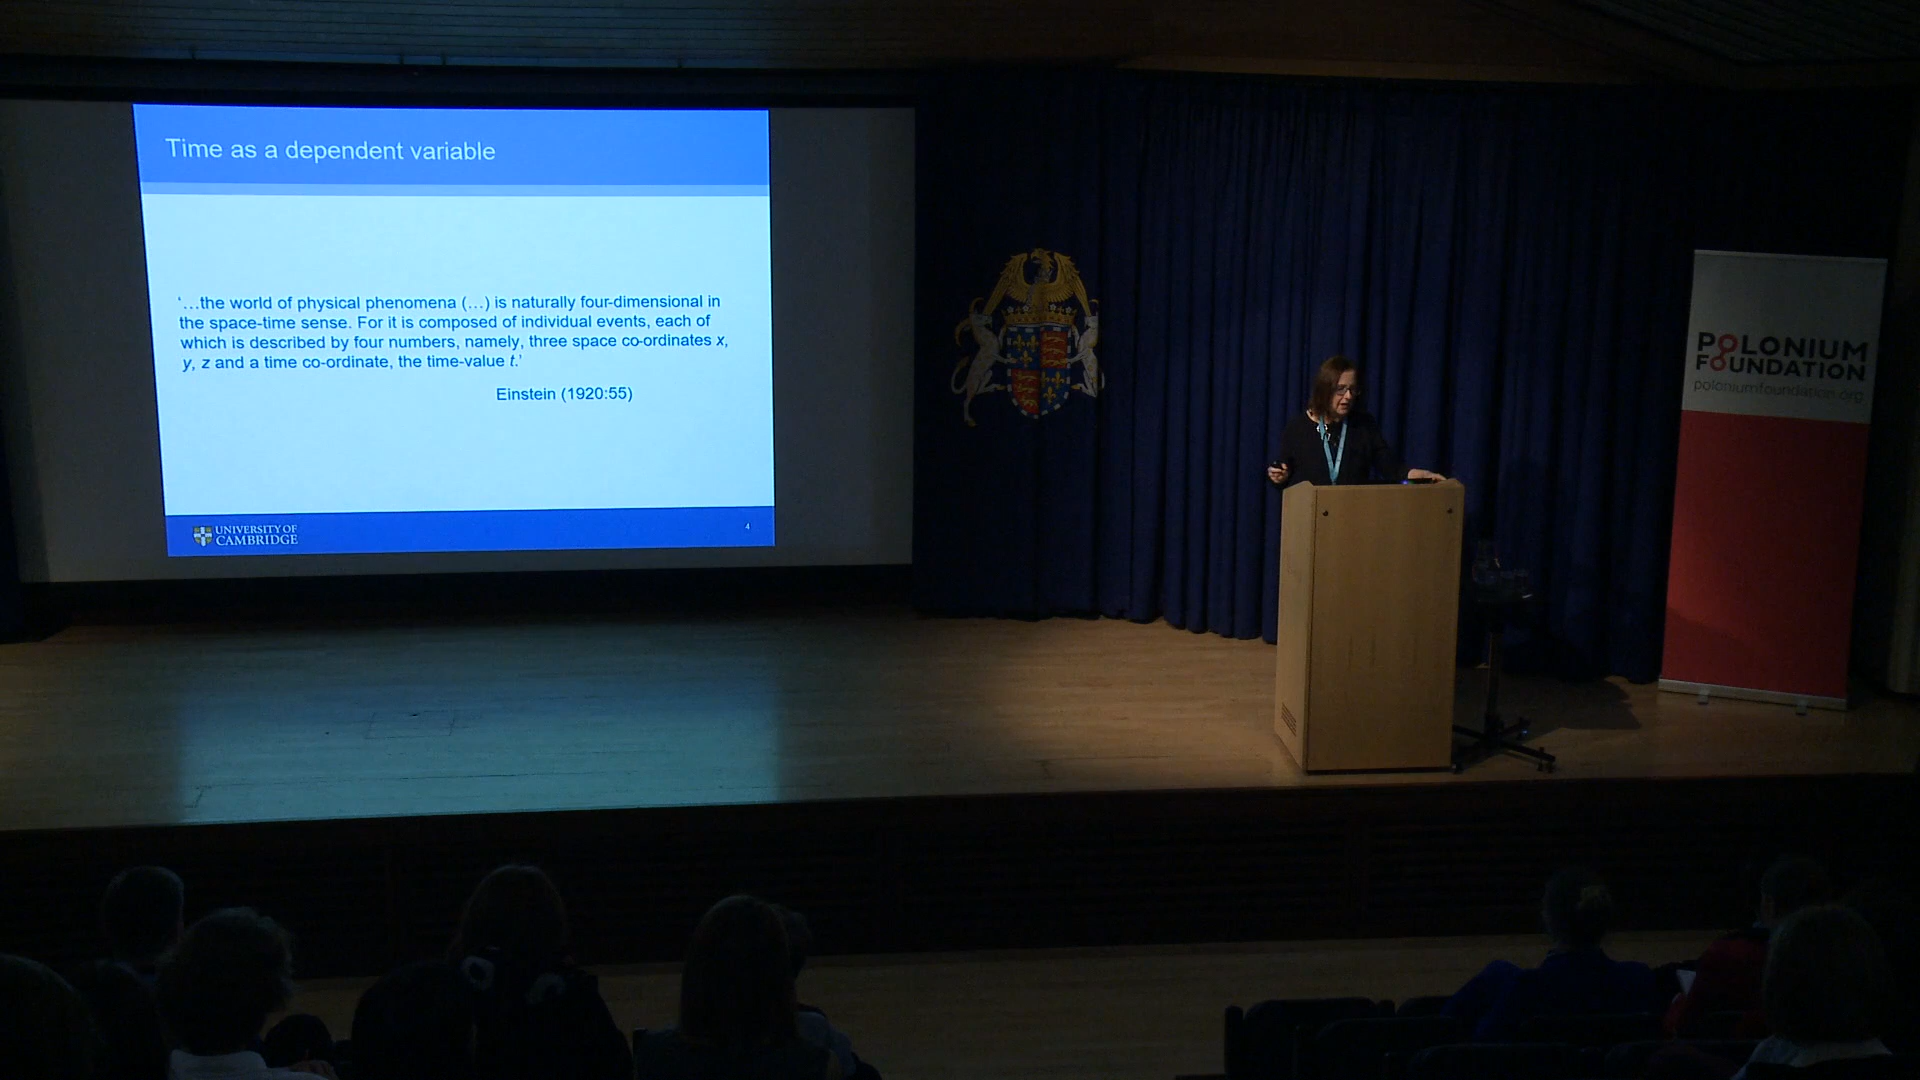 Time as a dependent variable
‘…the world of physical phenomena (…) is naturally four-dimensional in
the space-time sense. For it is composed of individual events, each of
which is described by four numbers, namely, three space co-ordinates x,
y, z and a time co-ordinate, the time-value t.’
Einstein (1920:55)
UNIVERSITY OF
CAMBRIDGE
4
POLONIUM
FOUNDATION
poloniumfoundation.org